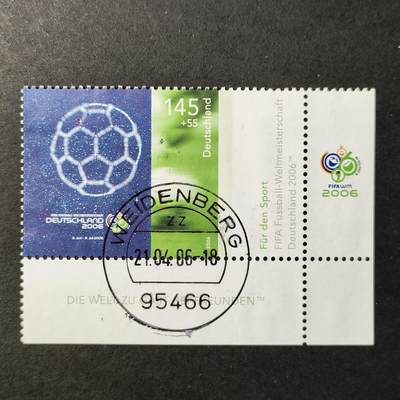 145
+55
Deutschland
DEUTSCHLAND
2006
Für den Sport
FIFA Fussball-Weltmeisterschaft
Deutschland 2006™
FIFA WM
2006
WEIDENBERG
ZZ
21.04.06-18
95466
DIE WELT ZU